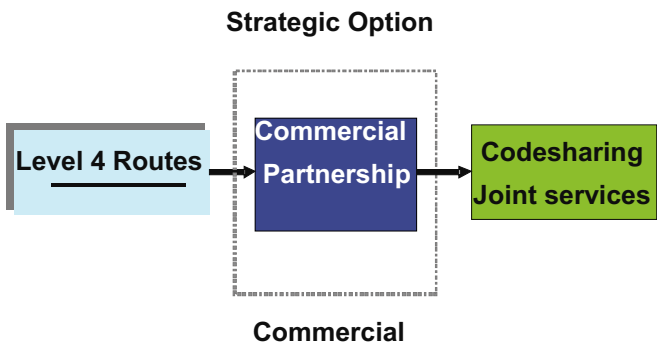 Strategic Option
Level 4 Routes
Commercial
Partnership
Codesharing
Joint services
Commercial